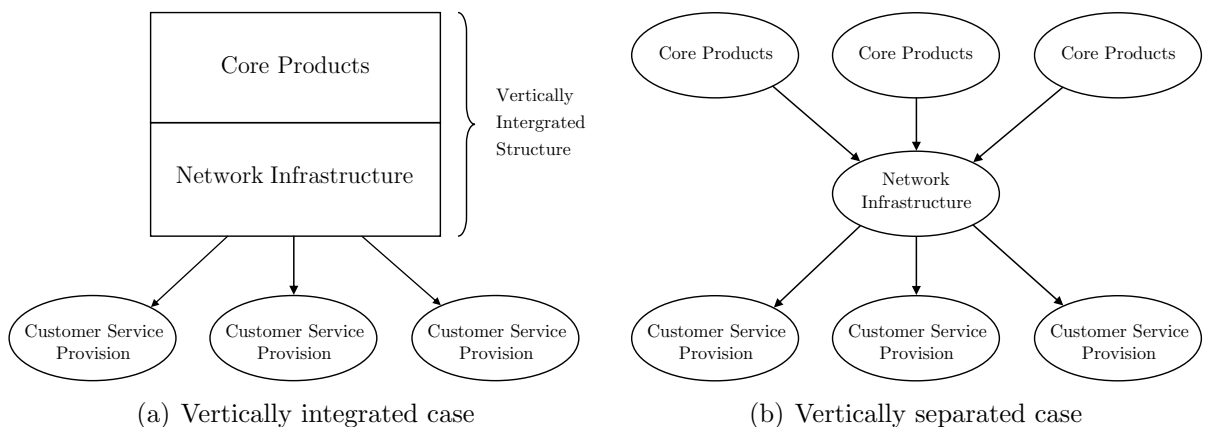 Core Products
Network Infrastructure
Vertically
Intergrated
Structure
Customer Service
Provision
Customer Service
Provision
Customer Service
Provision
(a) Vertically integrated case
Core Products
Core Products
Core Products
Network
Infrastructure
Customer Service
Provision
Customer Service
Provision
Customer Service
Provision
(b) Vertically separated case